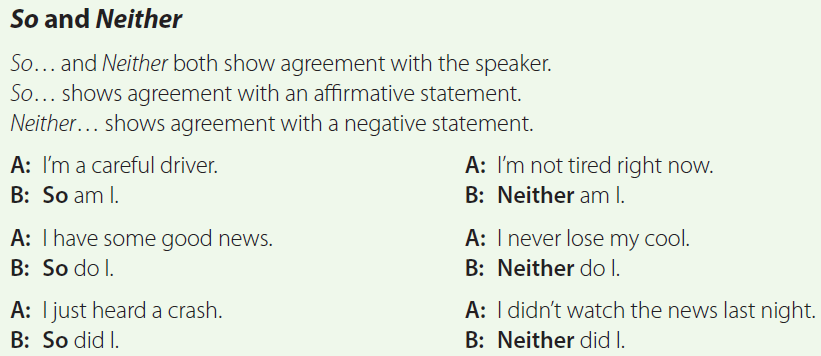 So and Neither
So… and Neither both show agreement with the speaker.
So… shows agreement with an affirmative statement.
Neither… shows agreement with a negative statement.
A: I’m a careful driver.
B: So am I.
A: I have some good news.
B: So do I.
A: I just heard a crash.
B: So did I.
A: I’m not tired right now.
B: Neither am I.
A: I never lose my cool.
B: Neither do I.
A: I didn’t watch the news last night.
B: Neither did I.